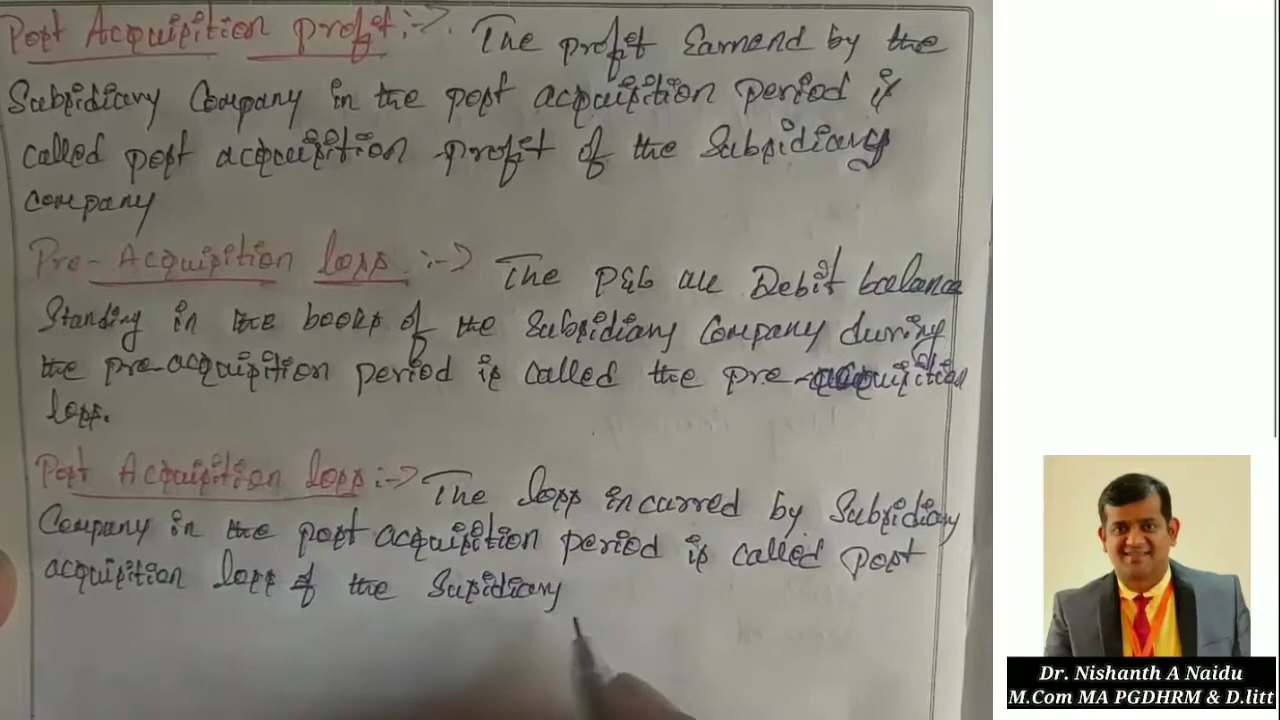 Post Acquisition profit :->. The profit Earnend by the
Subsidiary Company in the post acquisition period is
called post acquisition profit of the Subsidiary
company
Pre-Acquisition loss :-> The P&L a/c Debit balance
Standing in the books of the Subsidiary Company during
the pre-acquisition period is called the pre-acquisition
loss.
Post Acquisition loss :-> The loss incurred by Subsidiary
Company in the post acquisition period is called Post
acquisition loss of the Susidiary
Dr. Nishanth A Naidu
M.Com MA PGDHRM & D.litt